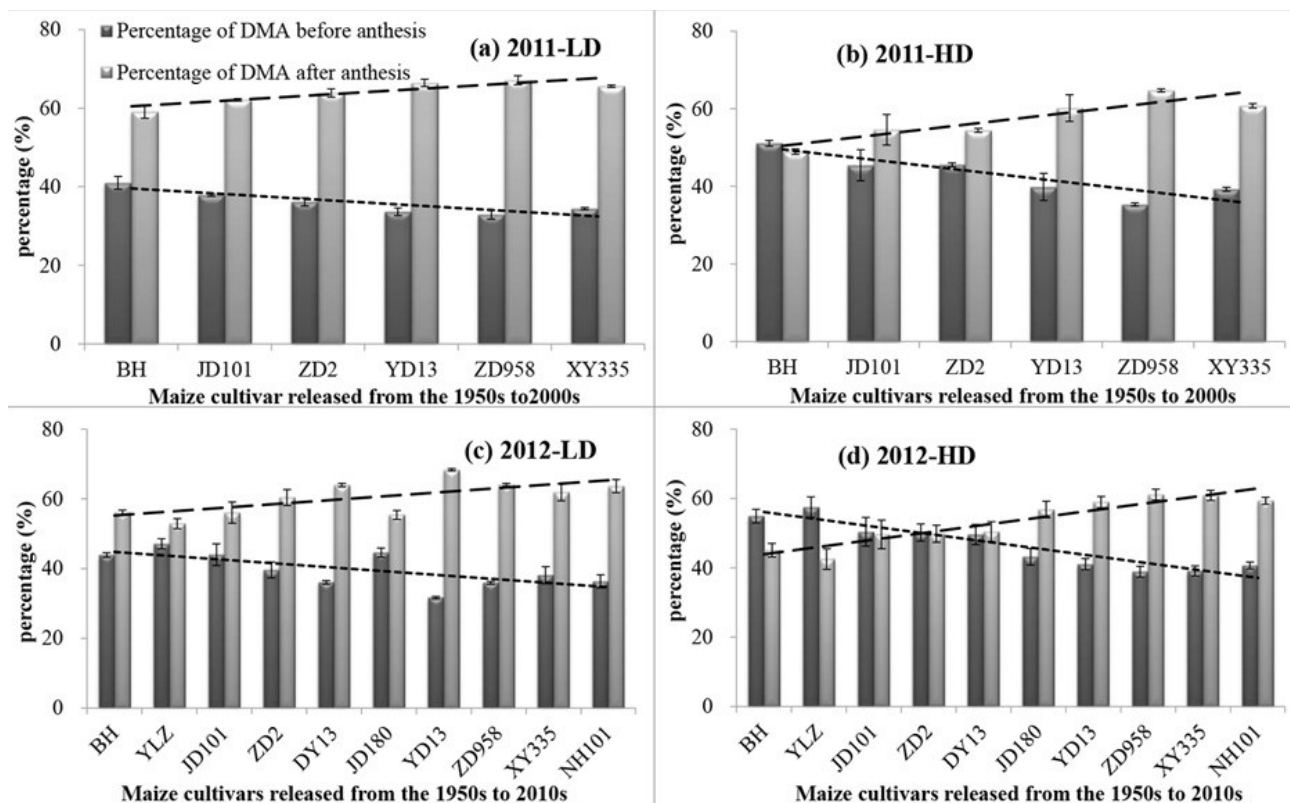 80
60
40
20
0
percentage (%)
Percentage of DMA before anthesis
Percentage of DMA after anthesis
(a) 2011-LD
BH JD101 ZD2 YD13 ZD958 XY335
Maize cultivar released from the 1950s to2000s
80
60
40
20
0
percentage (%)
(b) 2011-HD
BH JD101 ZD2 YD13 ZD958 XY335
Maize cultivars released from the 1950s to 2000s
80
60
40
20
0
percentage (%)
(c) 2012-LD
BH YLZ JD101 ZD2 DY13 JD180 YD13 ZD958 XY335 NH101
Maize cultivars released from the 1950s to 2010s
80
60
40
20
0
percentage (%)
(d) 2012-HD
BH YLZ JD101 ZD2 DY13 JD180 YD13 ZD958 XY335 NH101
Maize cultivars released from the 1950s to 2010s